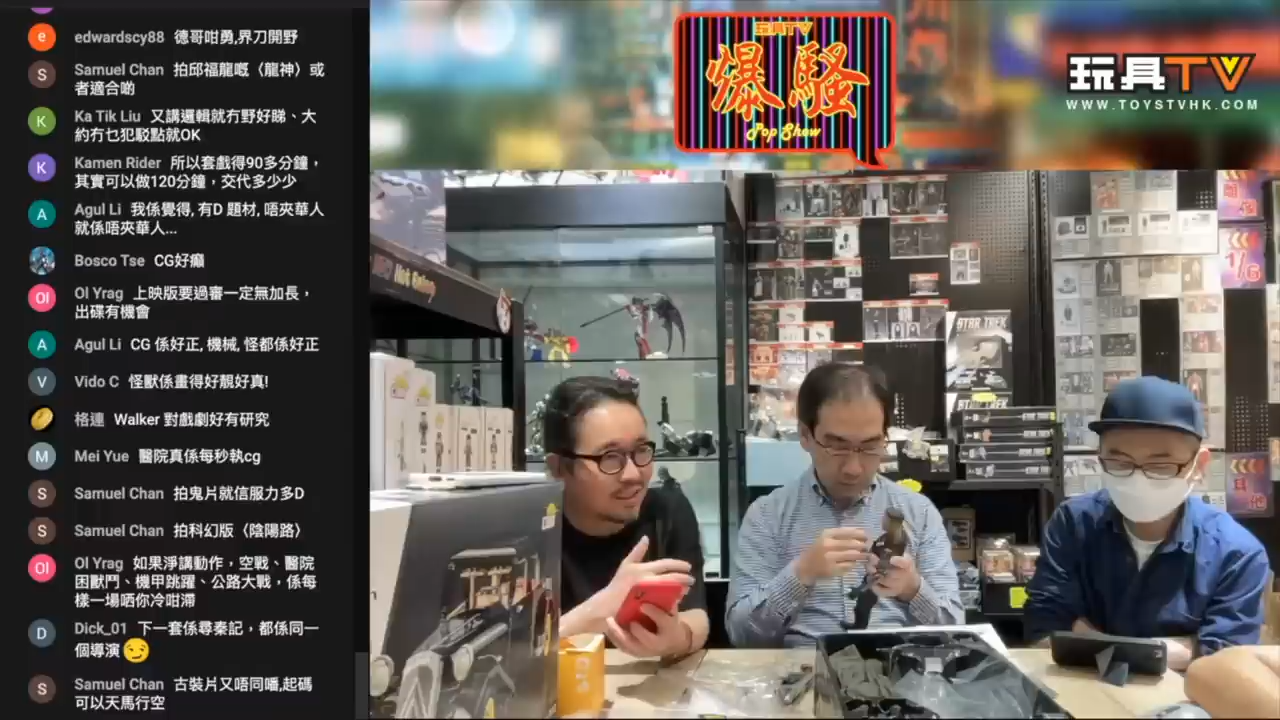 edwardscy88 德哥咁勇,界刀開野
Samuel Chan 拍邱福龍嘅〈龍神〉或
者適合啲
Ka Tik Liu 又講邏輯就冇野好睇、大
約冇乜犯駁點就OK
Kamen Rider 所以套戲得90多分鐘，
其實可以做120分鐘，交代多少少
Agul Li 我係覺得, 有D 題材, 唔夾華人
就係唔夾華人...
Bosco Tse CG好癲
Ol Yrag 上映版要過審一定無加長，
出碟有機會
Agul Li CG 係好正, 機械, 怪都係好正
Vido C 怪獸係畫得好靚好真!
格連 Walker 對戲劇好有研究
Mei Yue 醫院真係每秒執cg
Samuel Chan 拍鬼片就信服力多D
Samuel Chan 拍科幻版〈陰陽路〉
Ol Yrag 如果淨講動作，空戰、醫院
困獸鬥、機甲跳躍、公路大戰，係每
樣一場晒你冷咁滯
Dick_01 下一套係尋秦記，都係同一
個導演
Samuel Chan 古裝片又唔同噃,起碼
可以天馬行空
玩具TV
爆騷
Pop Show
玩具TV
WWW.TOYSTVHK.COM
STAR TREK
STAR TREK
1/6
其
他